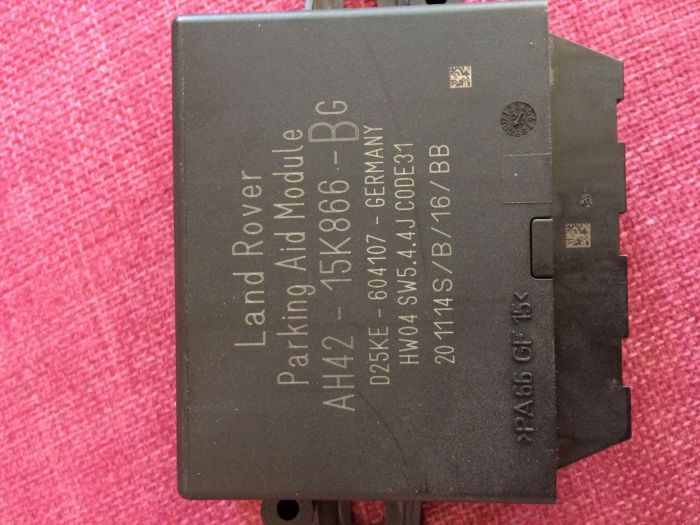 Land Rover
Parking Aid Module
AH42 - 15K866 - BG
D25KE - 604107 - GERMANY
HW04 SW5.4.4J CODE31
201114S/B/16/BB
>PA66 GF 15<